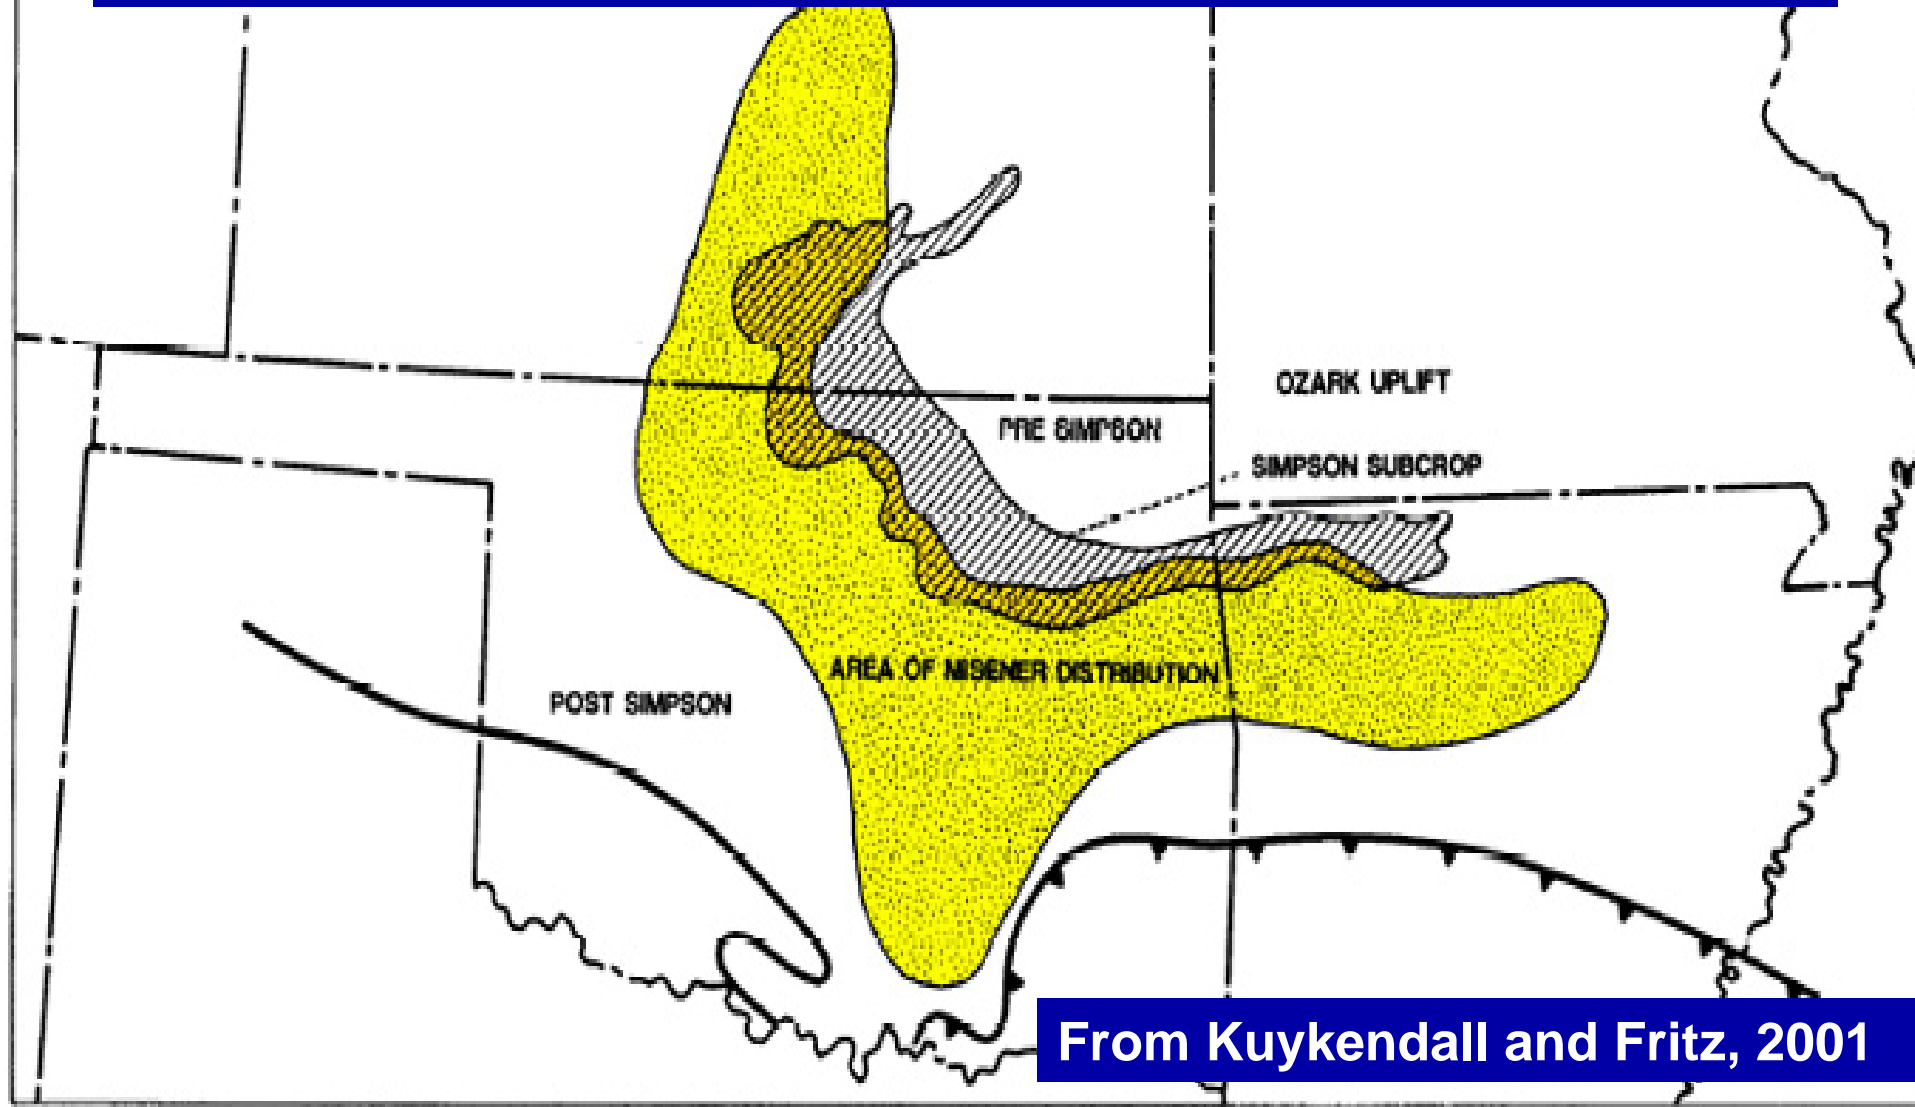 OZARK UPLIFT
PRE SIMPSON
SIMPSON SUBCROP
AREA OF MISENER DISTRIBUTION
POST SIMPSON
From Kuykendall and Fritz, 2001